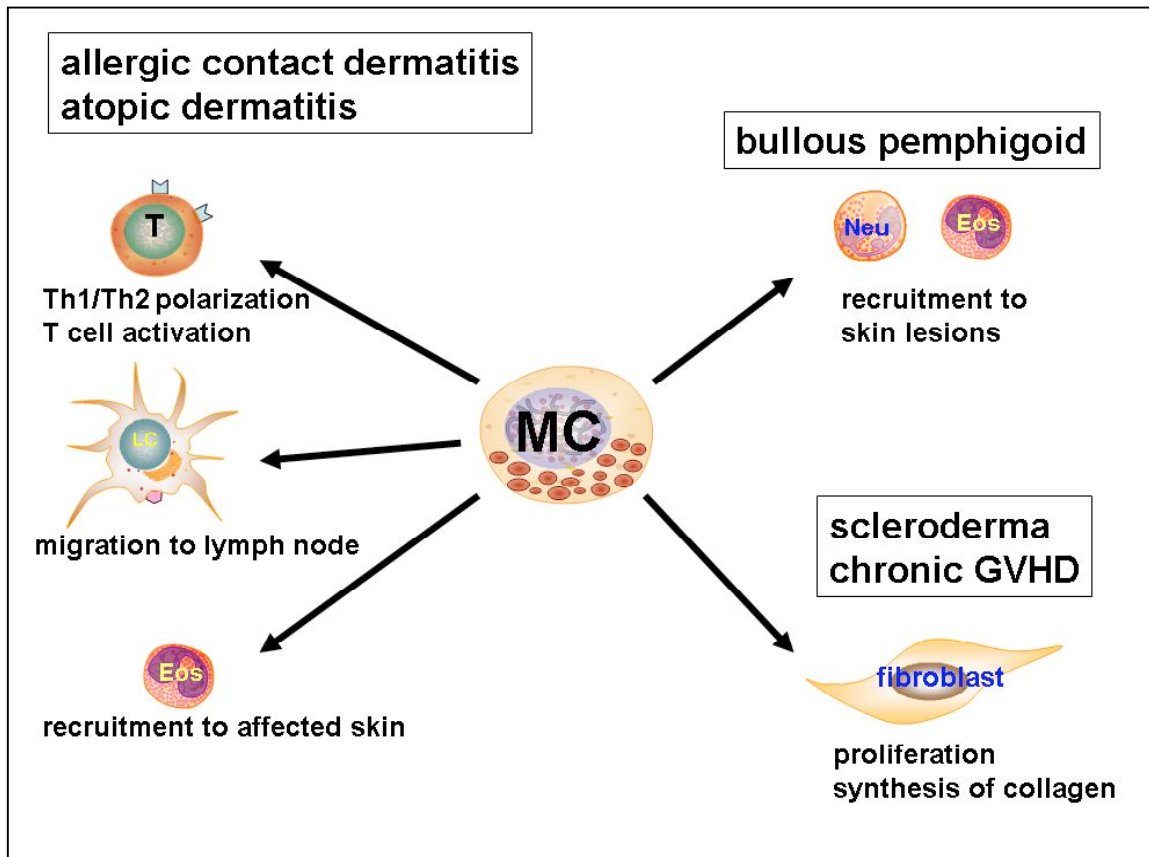 allergic contact dermatitis
atopic dermatitis
T
Th1/Th2 polarization
T cell activation
LC
migration to lymph node
Eos
recruitment to affected skin
MC
bullous pemphigoid
Neu
Eos
recruitment to
skin lesions
scleroderma
chronic GVHD
fibroblast
proliferation
synthesis of collagen